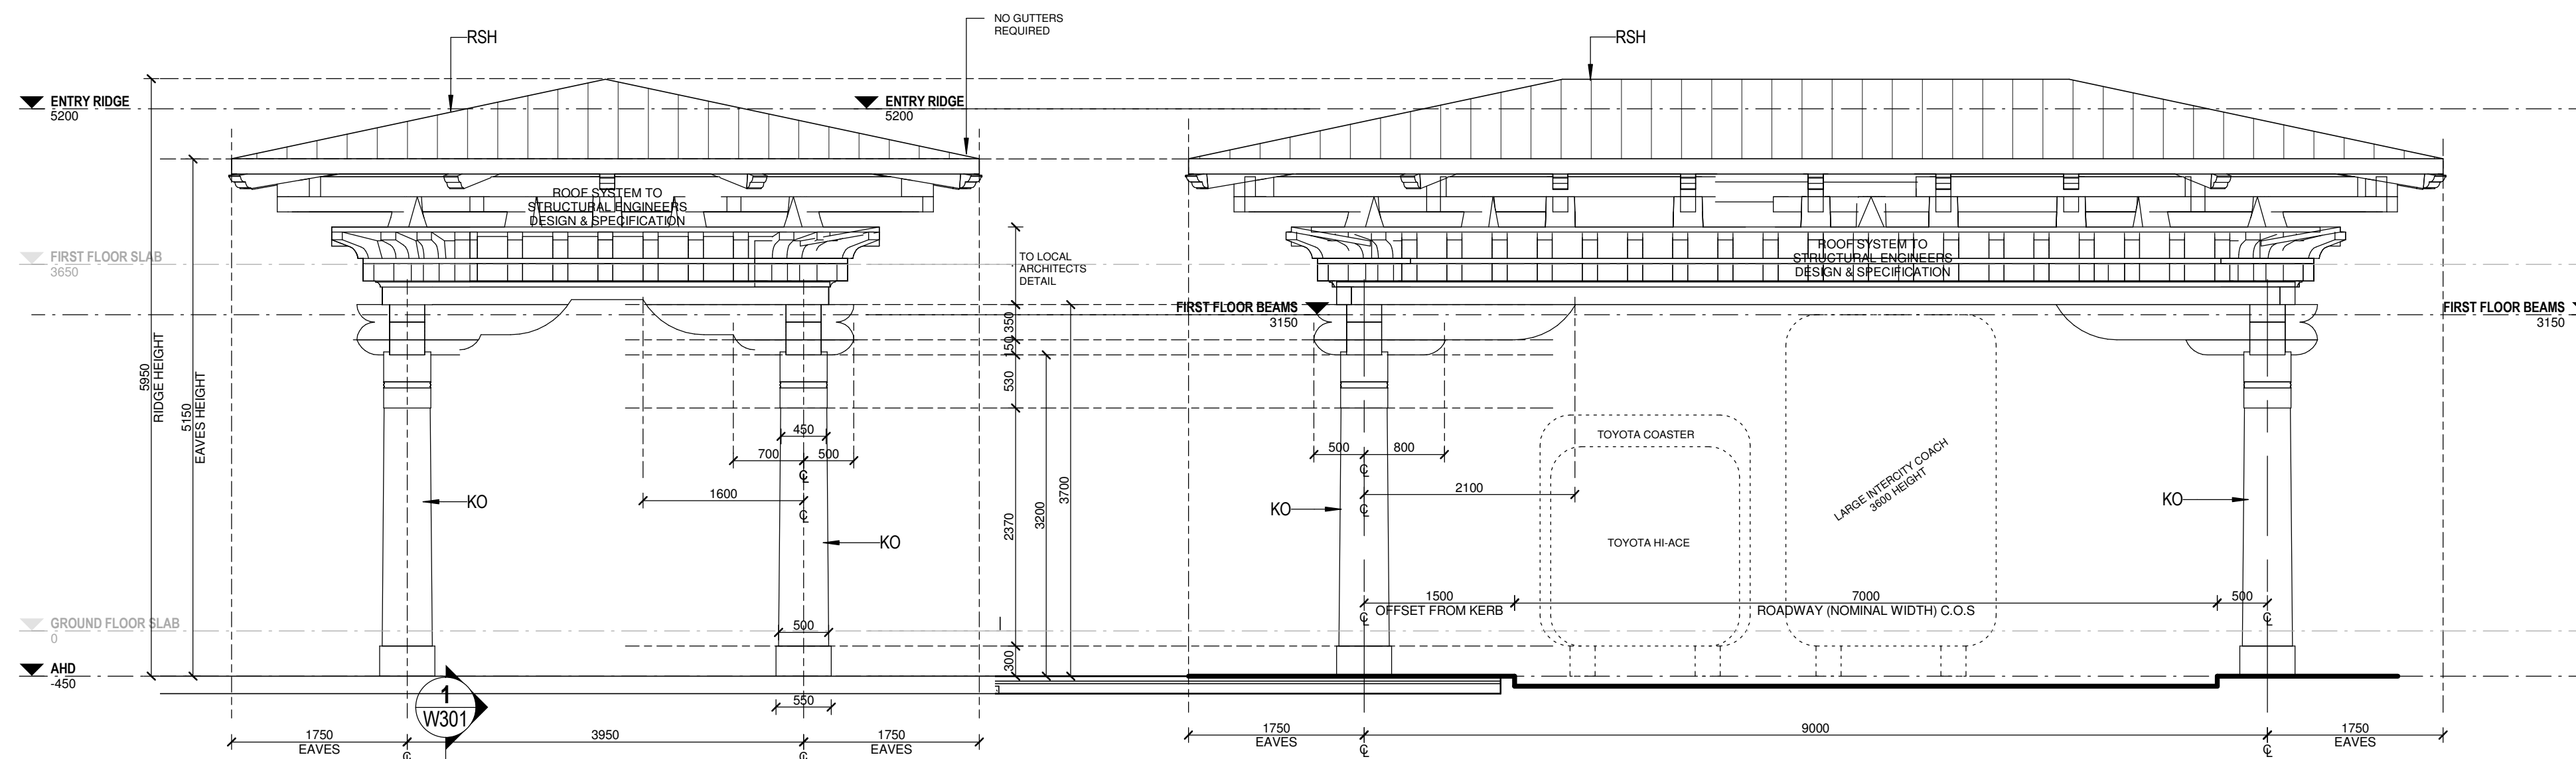 RSH
NO GUTTERS
REQUIRED
RSH
ENTRY RIDGE
5200
ENTRY RIDGE
5200
ROOF SYSTEM TO
STRUCTURAL ENGINEERS
DESIGN & SPECIFICATION
FIRST FLOOR SLAB
3650
TO LOCAL
ARCHITECTS
DETAIL
ROOF SYSTEM TO
STRUCTURAL ENGINEERS
DESIGN & SPECIFICATION
FIRST FLOOR BEAMS
3150
FIRST FLOOR BEAMS
3150
5950
RIDGE HEIGHT
5150
EAVES HEIGHT
350
150
530
2370
300
3200
3700
450
700
500
℄
1600
℄
KO
KO
500
550
500
800
℄
2100
℄
KO
TOYOTA COASTER
TOYOTA HI-ACE
LARGE INTERCITY COACH
3600 HEIGHT
KO
1500
OFFSET FROM KERB
7000
ROADWAY (NOMINAL WIDTH) C.O.S
500
℄
℄
GROUND FLOOR SLAB
0
AHD
-450
1
W301
1750
EAVES
℄
3950
℄
1750
EAVES
1750
EAVES
℄
9000
℄
1750
EAVES